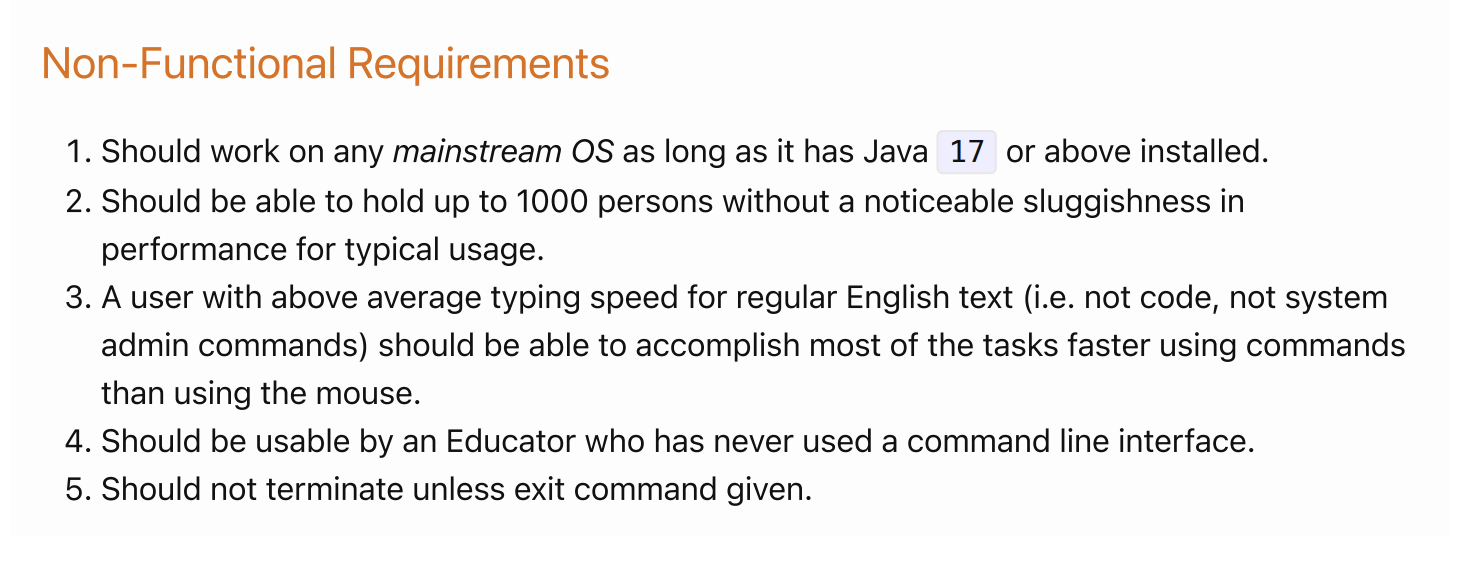 Non-Functional Requirements
1. Should work on any mainstream OS as long as it has Java 17 or above installed.
2. Should be able to hold up to 1000 persons without a noticeable sluggishness in
performance for typical usage.
3. A user with above average typing speed for regular English text (i.e. not code, not system
admin commands) should be able to accomplish most of the tasks faster using commands
than using the mouse.
4. Should be usable by an Educator who has never used a command line interface.
5. Should not terminate unless exit command given.